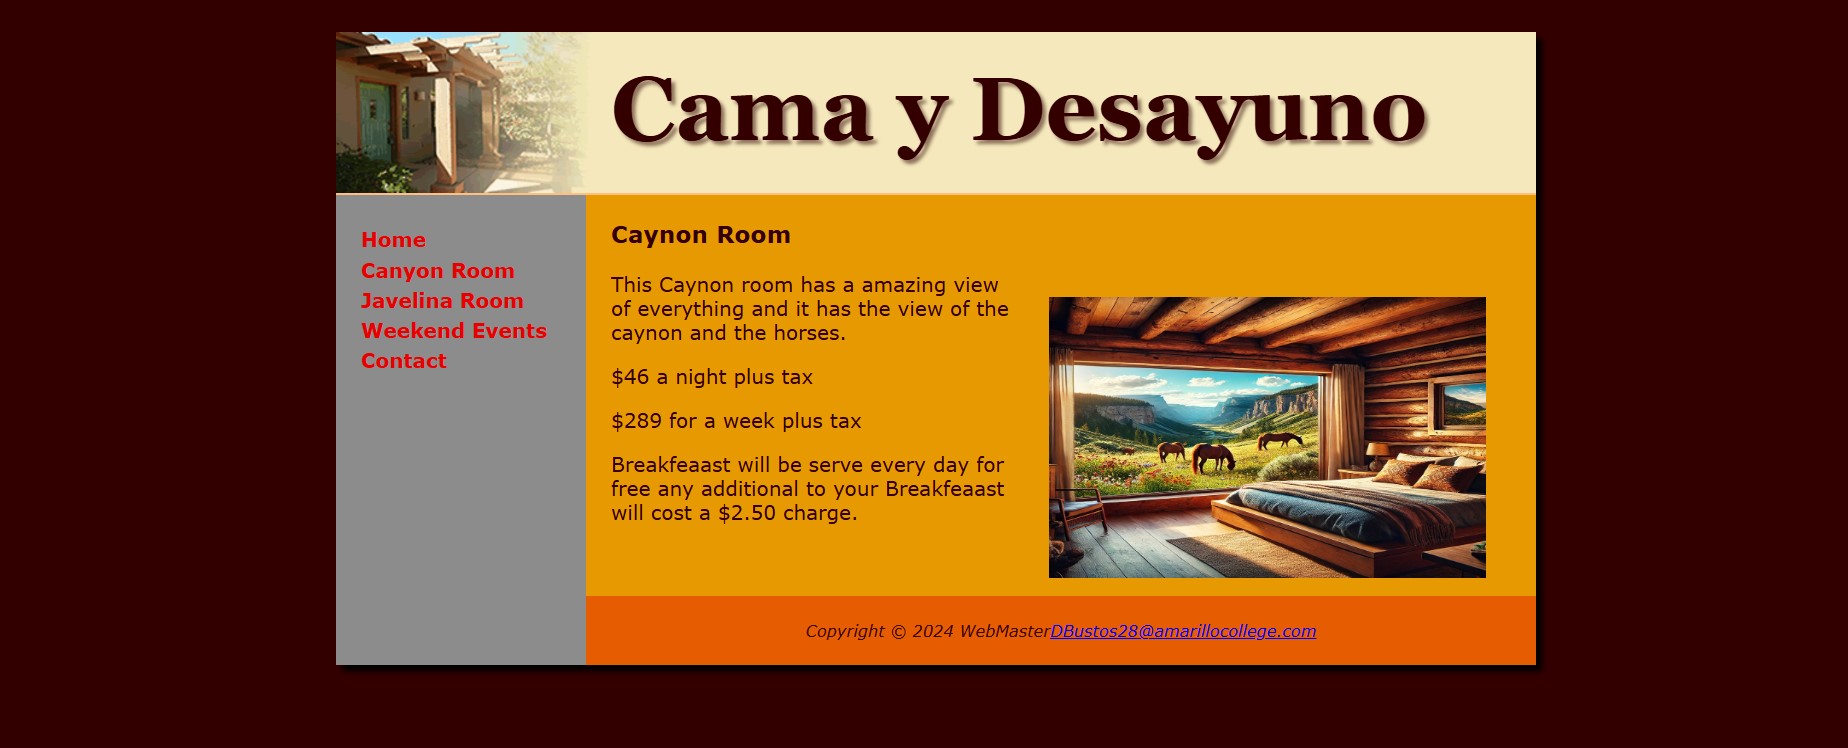 Cama y Desayuno
Home
Canyon Room
Javelina Room
Weekend Events
Contact
Caynon Room
This Caynon room has a amazing view
of everything and it has the view of the
caynon and the horses.
$46 a night plus tax
$289 for a week plus tax
Breakfeaast will be serve every day for
free any additional to your Breakfeaast
will cost a $2.50 charge.
Copyright © 2024 WebMasterDBustos28@amarillocollege.com